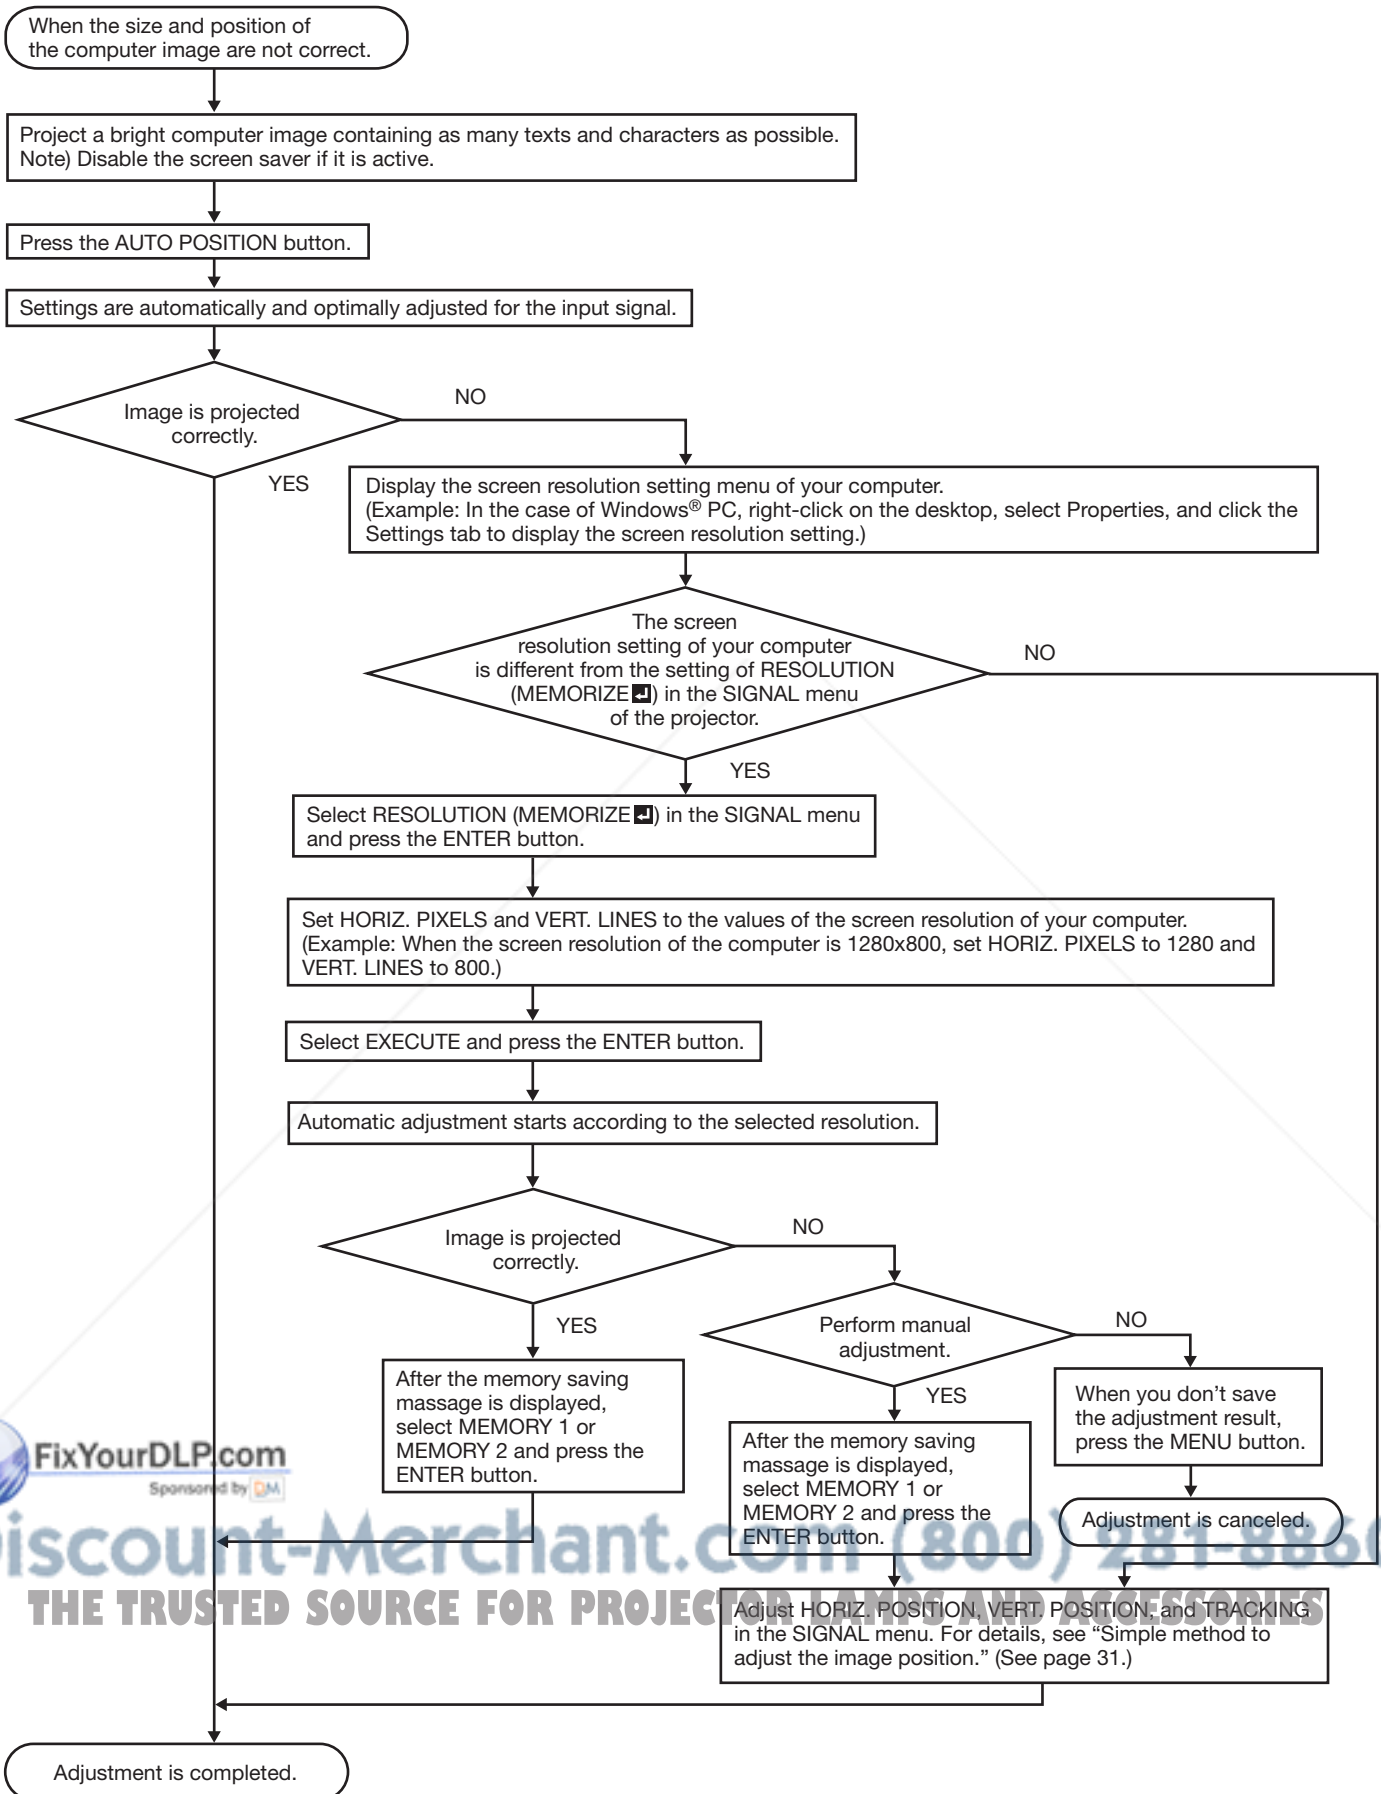 When the size and position of
the computer image are not correct.
Project a bright computer image containing as many texts and characters as possible.
Note) Disable the screen saver if it is active.
Press the AUTO POSITION button.
Settings are automatically and optimally adjusted for the input signal.
Image is projected
correctly.
NO
YES
Display the screen resolution setting menu of your computer.
(Example: In the case of Windows® PC, right-click on the desktop, select Properties, and click the
Settings tab to display the screen resolution setting.)
The screen
resolution setting of your computer
is different from the setting of RESOLUTION
(MEMORIZE↵) in the SIGNAL menu
of the projector.
NO
YES
Select RESOLUTION (MEMORIZE↵) in the SIGNAL menu
and press the ENTER button.
Set HORIZ. PIXELS and VERT. LINES to the values of the screen resolution of your computer.
(Example: When the screen resolution of the computer is 1280x800, set HORIZ. PIXELS to 1280 and
VERT. LINES to 800.)
Select EXECUTE and press the ENTER button.
Automatic adjustment starts according to the selected resolution.
Image is projected
correctly.
NO
YES
Perform manual
adjustment.
NO
YES
After the memory saving
massage is displayed,
select MEMORY 1 or
MEMORY 2 and press the
ENTER button.
After the memory saving
massage is displayed,
select MEMORY 1 or
MEMORY 2 and press the
ENTER button.
When you don't save
the adjustment result,
press the MENU button.
Adjustment is canceled.
Adjust HORIZ. POSITION, VERT. POSITION, and TRACKING
in the SIGNAL menu. For details, see “Simple method to
adjust the image position.” (See page 31.)
Adjustment is completed.
FixYourDLP.com
Sponsored by DM
iscount-Merchant.com (800) 281-886
THE TRUSTED SOURCE FOR PROJECTOR LAMPS AND ACCESSORIES